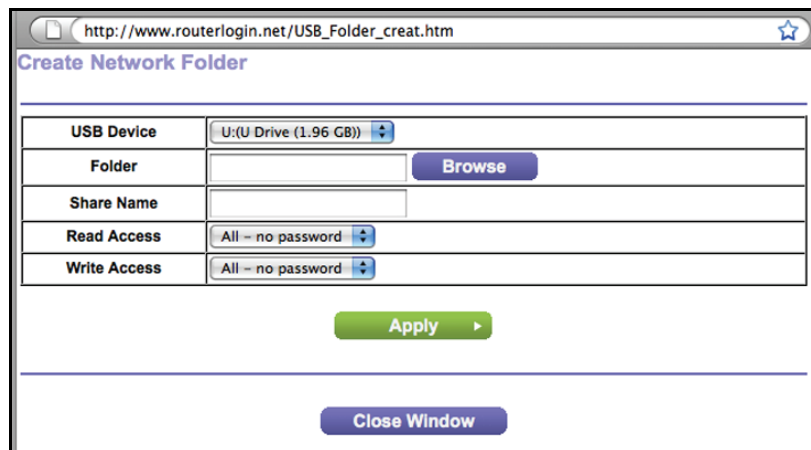 http://www.routerlogin.net/USB_Folder_creat.htm
Create Network Folder
USB Device U:(U Drive (1.96 GB))
Folder Browse
Share Name
Read Access All – no password
Write Access All – no password
Apply
Close Window